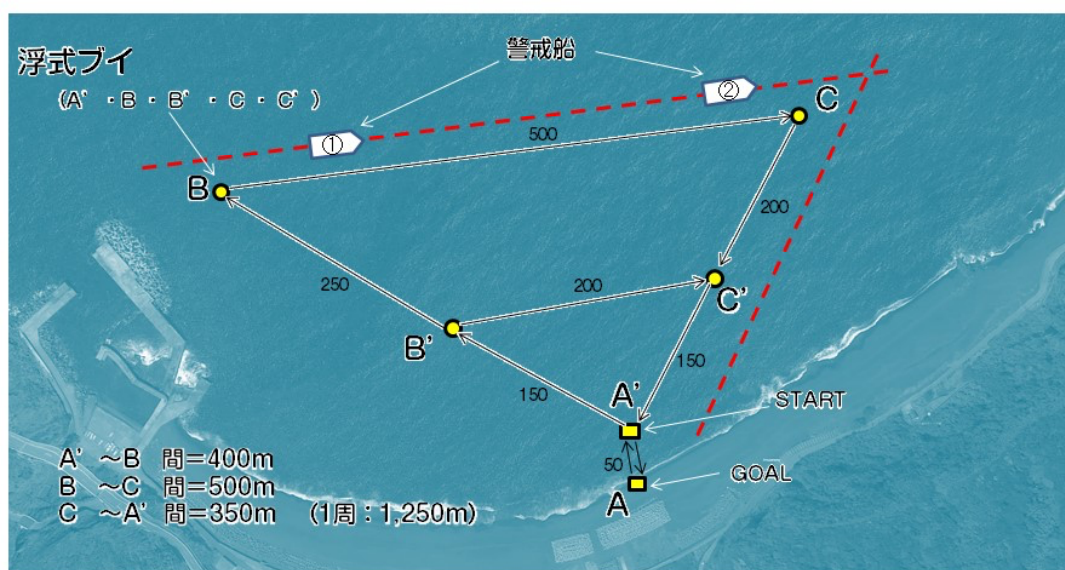 浮式ブイ
(A'・B・B'・C・C')
警戒船
①
②
C
500
B
200
250
200
C'
B'
150
150
A'
START
50
GOAL
A
A' ～B 間=400m
B ～C 間=500m
C ～A' 間=350m (1周:1,250m)